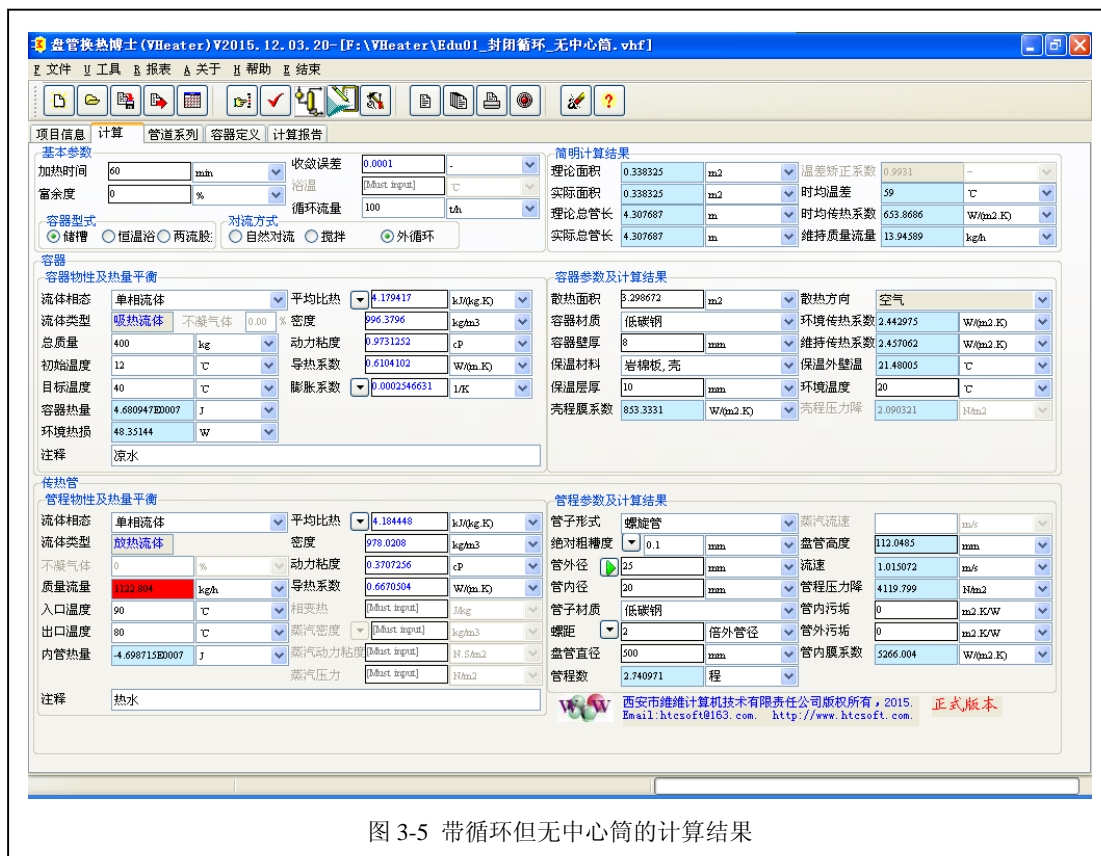 盘管换热博士(VHeater)V2015.12.03.20-[F:\VHeater\Edu01_封闭循环_无中心筒.vhf]
F 文件 U 工具 R 报表 A 关于 H 帮助 E 结束
项目信息 计算 管道系列 容器定义 计算报告
基本参数
加热时间 60 min 收敛误差 0.0001 -
富余度 0 % 浴温 [Must input] ℃
循环流量 100 t/h
容器型式 对流方式
储槽 恒温浴 两流股: 自然对流 搅拌 外循环
简明计算结果
理论面积 0.338325 m2 温差矫正系数 0.9931 -
实际面积 0.338325 m2 时均温差 59 ℃
理论总管长 4.307687 m 时均传热系数 653.8686 W/(m2.K)
实际总管长 4.307687 m 维持质量流量 13.94589 kg/h
容器
容器物性及热量平衡
流体相态 单相流体 平均比热 4.179417 kJ/(kg.K)
流体类型 吸热流体 不凝气体 0.00 % 密度 996.3796 kg/m3
总质量 400 kg 动力粘度 0.9731252 cP
初始温度 12 ℃ 导热系数 0.6104102 W/(m.K)
目标温度 40 ℃ 膨胀系数 0.0002546631 1/K
容器热量 4.680947E0007 J
环境热损 48.35144 W
注释 凉水
容器参数及计算结果
散热面积 3.298672 m2 散热方向 空气
容器材质 低碳钢 环境传热系数 2.442975 W/(m2.K)
容器壁厚 8 mm 维持传热系数 2.457062 W/(m2.K)
保温材料 岩棉板,壳 保温外壁温 21.48005 ℃
保温层厚 10 mm 环境温度 20 ℃
壳程膜系数 853.3331 W/(m2.K) 壳程压力降 2.090321 N/m2
传热管
管程物性及热量平衡
流体相态 单相流体 平均比热 4.184448 kJ/(kg.K)
流体类型 放热流体 密度 978.0208 kg/m3
不凝气体 0 % 动力粘度 0.3707256 cP
质量流量 1122.804 kg/h 导热系数 0.6670504 W/(m.K)
入口温度 90 ℃ 相变热 [Must input] J/kg
出口温度 80 ℃ 蒸汽密度 [Must input] kg/m3
内管热量 -4.698715E0007 J 蒸汽动力粘度 [Must input] N.S/m2
蒸汽压力 [Must input] N/m2
注释 热水
管程参数及计算结果
管子形式 螺旋管 蒸汽流速 m/s
绝对粗糙度 0.1 mm 盘管高度 112.0485 mm
管外径 25 mm 流速 1.015072 m/s
管内径 20 mm 管程压力降 4119.799 N/m2
管子材质 低碳钢 管内污垢 0 m2.K/W
螺距 2 倍外管径 管外污垢 0 m2.K/W
盘管直径 500 mm 管内膜系数 5266.004 W/(m2.K)
管程数 2.740971 程
W W 西安市维维计算机技术有限责任公司版权所有，2015. 正式版本
Email:htcsoft@163.com. http://www.htcsoft.com.
图 3-5 带循环但无中心筒的计算结果